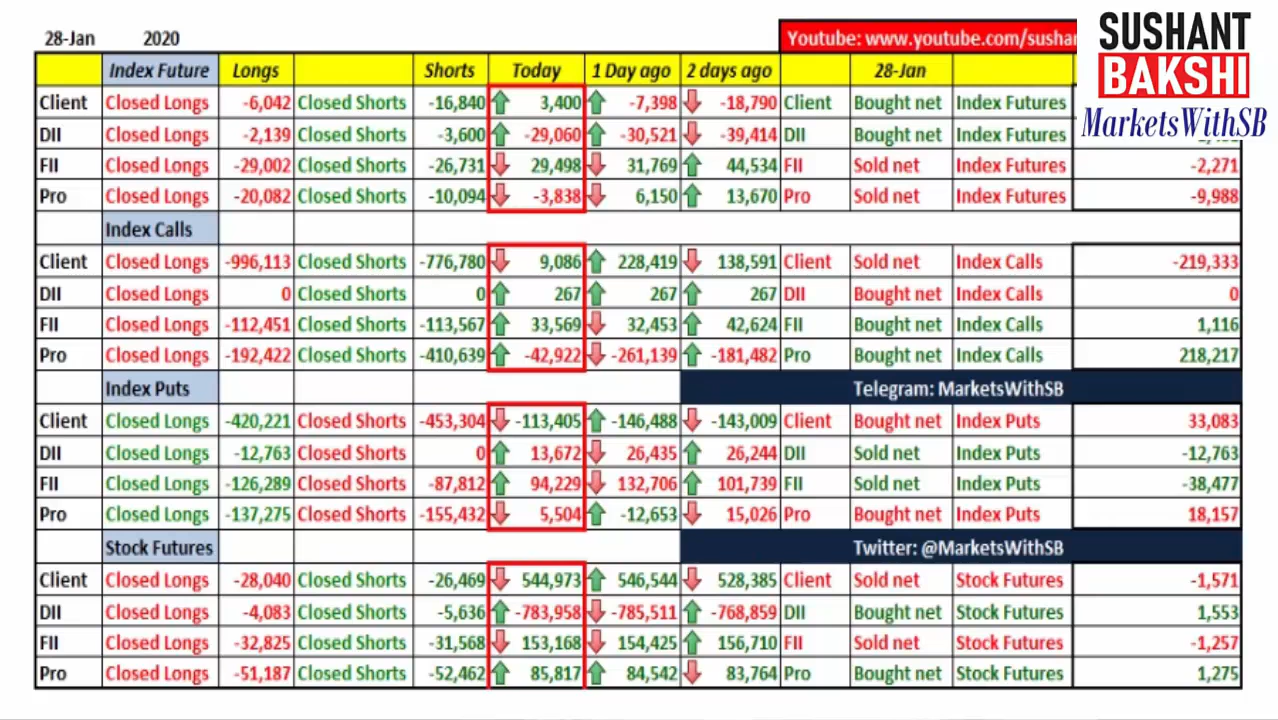 28-Jan 2020 Youtube: www.youtube.com/sushan
SUSHANT
BAKSHI
MarketsWithSB
Index Future Longs Shorts Today 1 Day ago 2 days ago 28-Jan
Client Closed Longs -6,042 Closed Shorts -16,840 3,400 -7,398 -18,790 Client Bought net Index Futures
DII Closed Longs -2,139 Closed Shorts -3,600 -29,060 -30,521 -39,414 DII Bought net Index Futures
FII Closed Longs -29,002 Closed Shorts -26,731 29,498 31,769 44,534 FII Sold net Index Futures -2,271
Pro Closed Longs -20,082 Closed Shorts -10,094 -3,838 6,150 13,670 Pro Sold net Index Futures -9,988
Index Calls
Client Closed Longs -996,113 Closed Shorts -776,780 9,086 228,419 138,591 Client Sold net Index Calls -219,333
DII Closed Longs 0 Closed Shorts 0 267 267 267 DII Bought net Index Calls 0
FII Closed Longs -112,451 Closed Shorts -113,567 33,569 32,453 42,624 FII Bought net Index Calls 1,116
Pro Closed Longs -192,422 Closed Shorts -410,639 -42,922 -261,139 -181,482 Pro Bought net Index Calls 218,217
Index Puts Telegram: MarketsWithSB
Client Closed Longs -420,221 Closed Shorts -453,304 -113,405 -146,488 -143,009 Client Bought net Index Puts 33,083
DII Closed Longs -12,763 Closed Shorts 0 13,672 26,435 26,244 DII Sold net Index Puts -12,763
FII Closed Longs -126,289 Closed Shorts -87,812 94,229 132,706 101,739 FII Sold net Index Puts -38,477
Pro Closed Longs -137,275 Closed Shorts -155,432 5,504 -12,653 15,026 Pro Bought net Index Puts 18,157
Stock Futures Twitter: @MarketsWithSB
Client Closed Longs -28,040 Closed Shorts -26,469 544,973 546,544 528,385 Client Sold net Stock Futures -1,571
DII Closed Longs -4,083 Closed Shorts -5,636 -783,958 -785,511 -768,859 DII Bought net Stock Futures 1,553
FII Closed Longs -32,825 Closed Shorts -31,568 153,168 154,425 156,710 FII Sold net Stock Futures -1,257
Pro Closed Longs -51,187 Closed Shorts -52,462 85,817 84,542 83,764 Pro Bought net Stock Futures 1,275